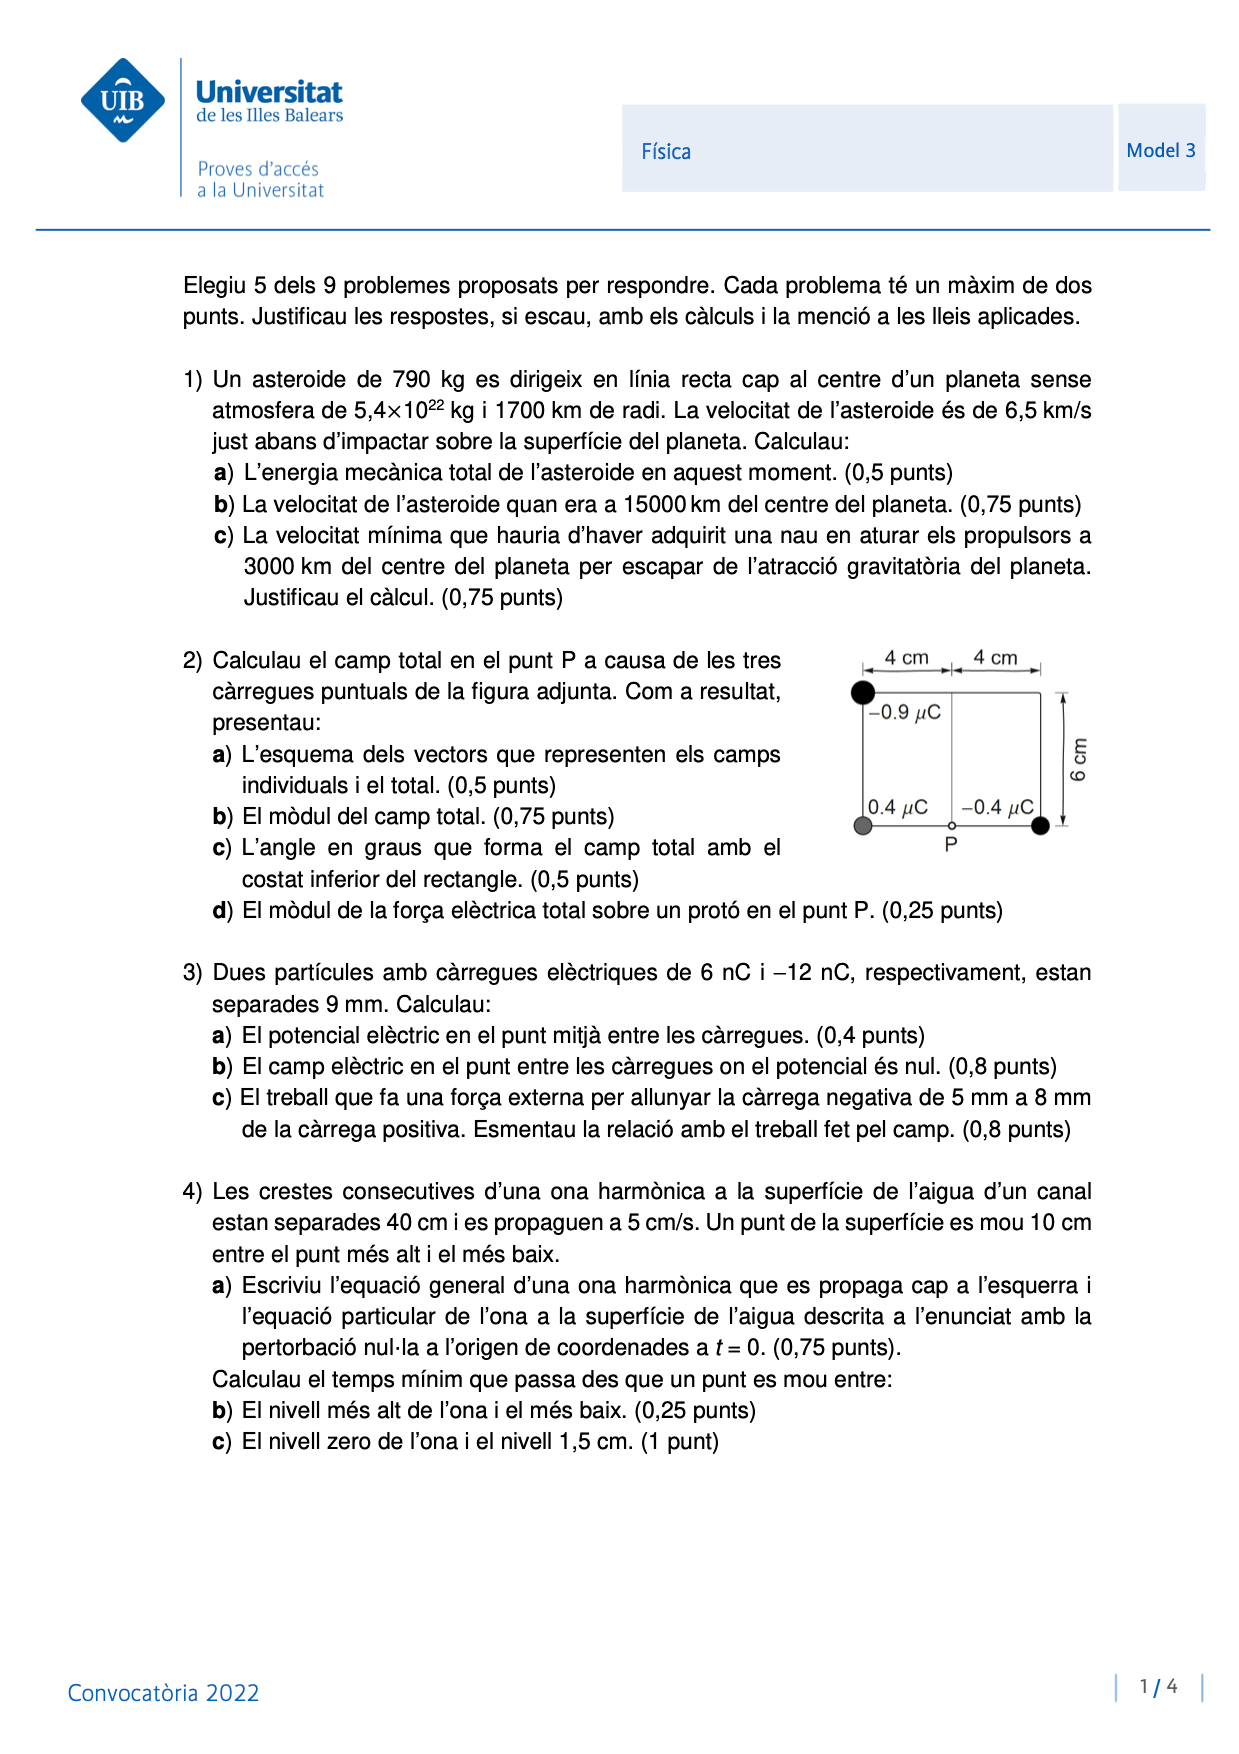 UIB
Universitat
de les Illes Balears
Proves d’accés
a la Universitat
Física
Model 3
Elegiu 5 dels 9 problemes proposats per respondre. Cada problema té un màxim de dos
punts. Justificau les respostes, si escau, amb els càlculs i la menció a les lleis aplicades.
1) Un asteroide de 790 kg es dirigeix en línia recta cap al centre d’un planeta sense
atmosfera de 5,4×10²² kg i 1700 km de radi. La velocitat de l’asteroide és de 6,5 km/s
just abans d’impactar sobre la superfície del planeta. Calculau:
a) L’energia mecànica total de l’asteroide en aquest moment. (0,5 punts)
b) La velocitat de l’asteroide quan era a 15000 km del centre del planeta. (0,75 punts)
c) La velocitat mínima que hauria d’haver adquirit una nau en aturar els propulsors a
3000 km del centre del planeta per escapar de l’atracció gravitatòria del planeta.
Justificau el càlcul. (0,75 punts)
2) Calculau el camp total en el punt P a causa de les tres
càrregues puntuals de la figura adjunta. Com a resultat,
presentau:
a) L’esquema dels vectors que representen els camps
individuals i el total. (0,5 punts)
b) El mòdul del camp total. (0,75 punts)
c) L’angle en graus que forma el camp total amb el
costat inferior del rectangle. (0,5 punts)
d) El mòdul de la força elèctrica total sobre un protó en el punt P. (0,25 punts)
4 cm 4 cm
−0.9 μC
6 cm
0.4 μC −0.4 μC
P
3) Dues partícules amb càrregues elèctriques de 6 nC i −12 nC, respectivament, estan
separades 9 mm. Calculau:
a) El potencial elèctric en el punt mitjà entre les càrregues. (0,4 punts)
b) El camp elèctric en el punt entre les càrregues on el potencial és nul. (0,8 punts)
c) El treball que fa una força externa per allunyar la càrrega negativa de 5 mm a 8 mm
de la càrrega positiva. Esmentau la relació amb el treball fet pel camp. (0,8 punts)
4) Les crestes consecutives d’una ona harmònica a la superfície de l’aigua d’un canal
estan separades 40 cm i es propaguen a 5 cm/s. Un punt de la superfície es mou 10 cm
entre el punt més alt i el més baix.
a) Escriviu l’equació general d’una ona harmònica que es propaga cap a l’esquerra i
l’equació particular de l’ona a la superfície de l’aigua descrita a l’enunciat amb la
pertorbació nul·la a l’origen de coordenades a t = 0. (0,75 punts).
Calculau el temps mínim que passa des que un punt es mou entre:
b) El nivell més alt de l’ona i el més baix. (0,25 punts)
c) El nivell zero de l’ona i el nivell 1,5 cm. (1 punt)
Convocatòria 2022
1 / 4